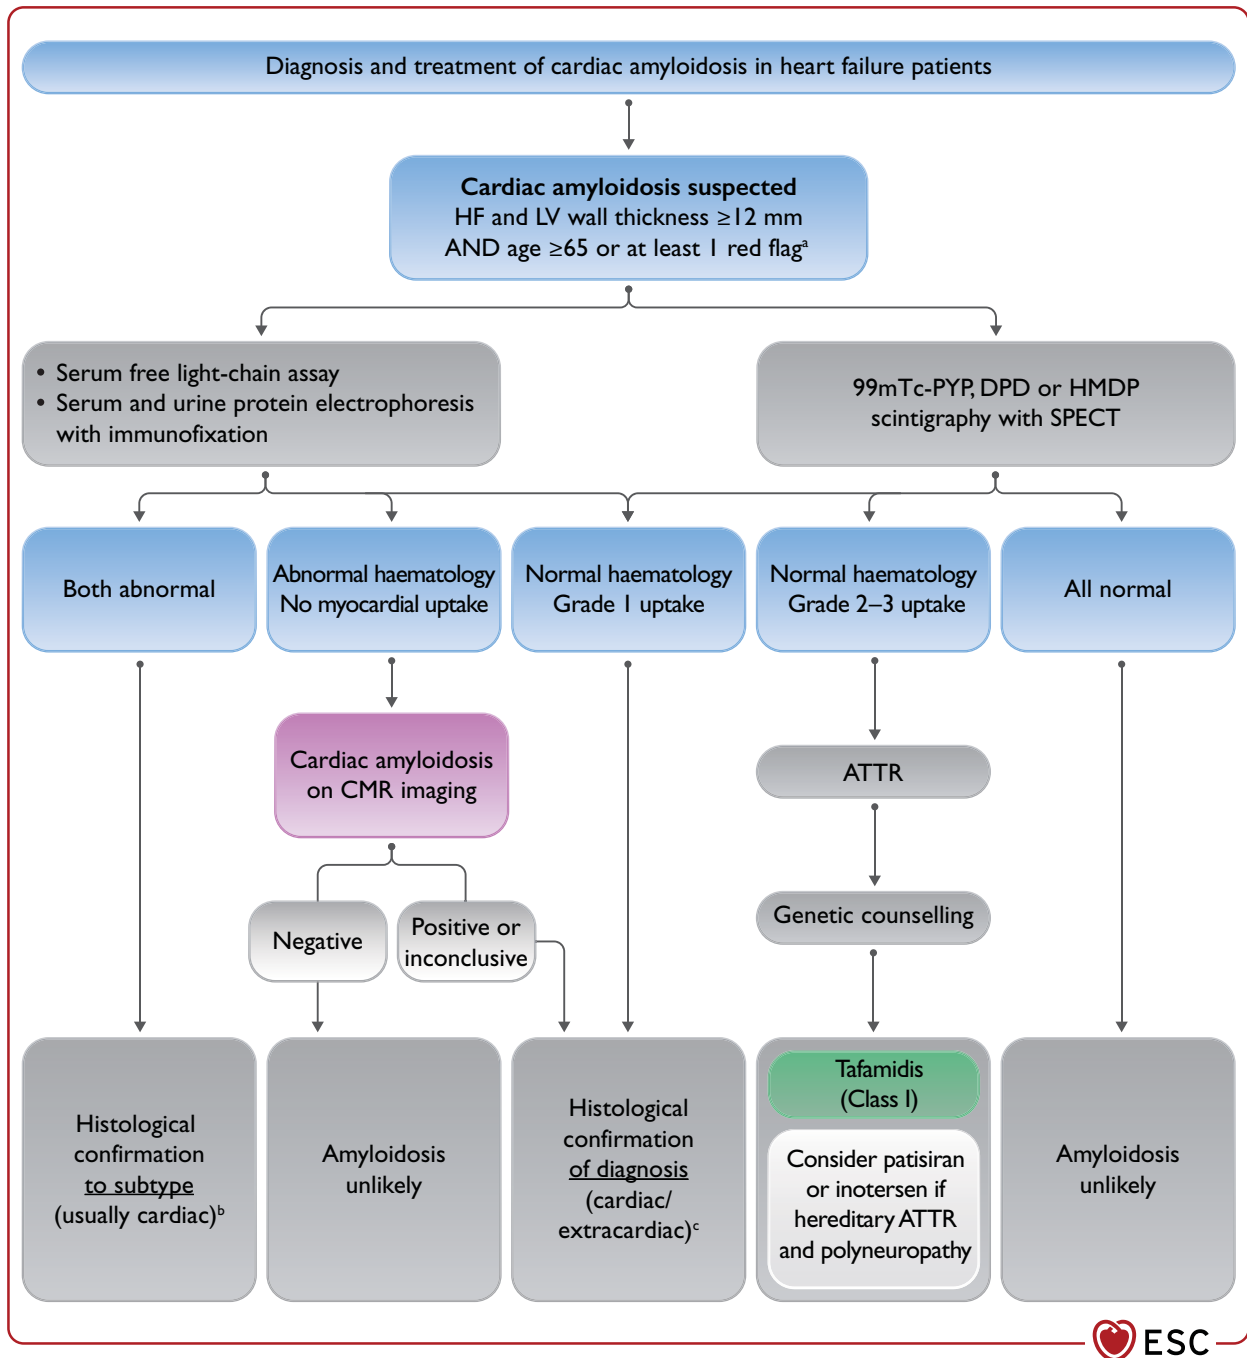 Diagnosis and treatment of cardiac amyloidosis in heart failure patients
Cardiac amyloidosis suspected
HF and LV wall thickness ≥12 mm
AND age ≥65 or at least 1 red flagᵃ
• Serum free light-chain assay
• Serum and urine protein electrophoresis
with immunofixation
99mTc-PYP, DPD or HMDP
scintigraphy with SPECT
Both abnormal
Abnormal haematology
No myocardial uptake
Normal haematology
Grade 1 uptake
Normal haematology
Grade 2–3 uptake
All normal
Cardiac amyloidosis
on CMR imaging
ATTR
Negative
Positive or
inconclusive
Genetic counselling
Histological
confirmation
to subtype
(usually cardiac)ᵇ
Amyloidosis
unlikely
Histological
confirmation
of diagnosis
(cardiac/
extracardiac)ᶜ
Tafamidis
(Class I)
Consider patisiran
or inotersen if
hereditary ATTR
and polyneuropathy
Amyloidosis
unlikely
ESC